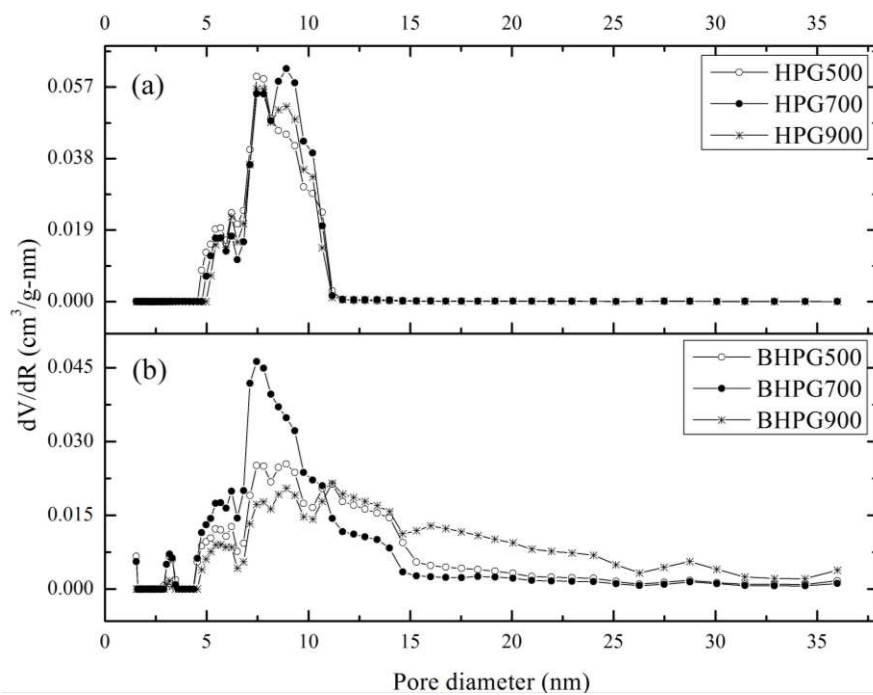 0 5 10 15 20 25 30 35
(a)
HPG500
HPG700
HPG900
0.057
0.038
0.019
0.000
dV/dR (cm³/g-nm)
(b)
BHPG500
BHPG700
BHPG900
0.045
0.030
0.015
0.000
0 5 10 15 20 25 30 35
Pore diameter (nm)